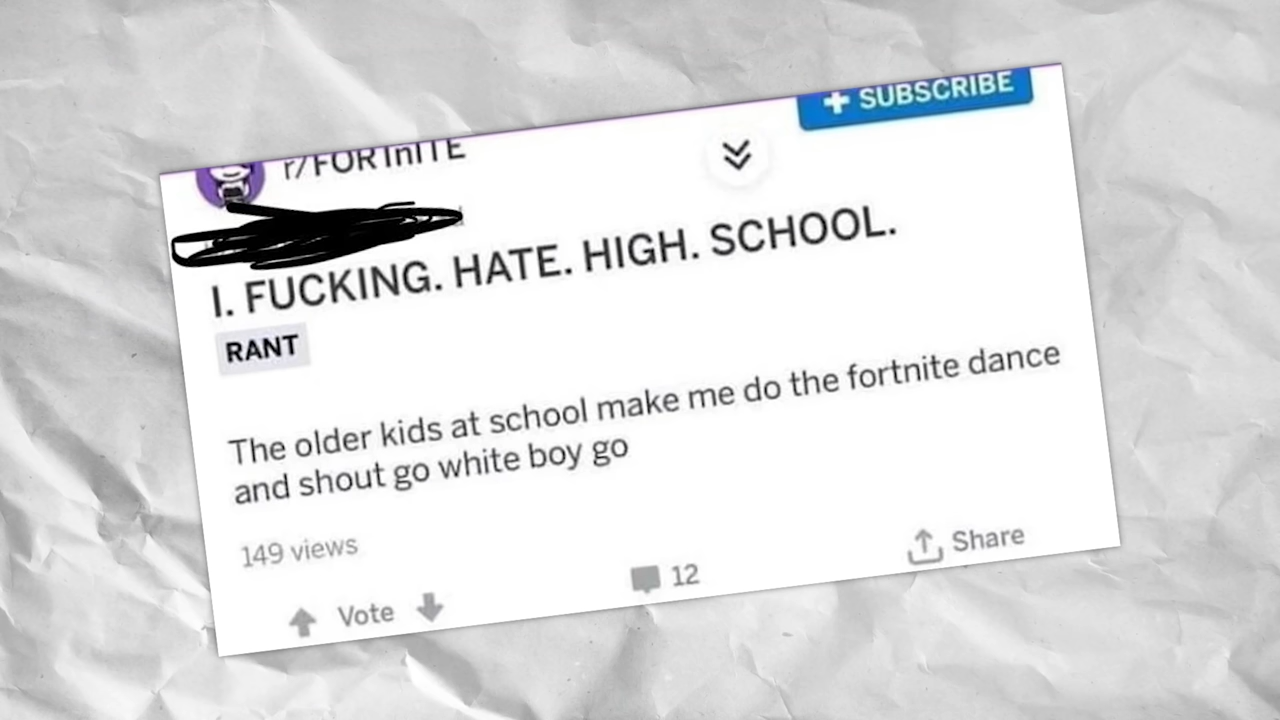 + SUBSCRIBE
r/FORTnITE
I. FUCKING. HATE. HIGH. SCHOOL.
RANT
The older kids at school make me do the fortnite dance
and shout go white boy go
149 views
Vote
12
Share